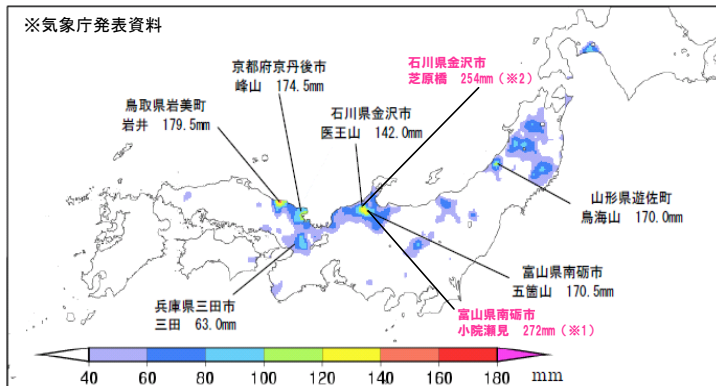 ※気象庁発表資料
石川県金沢市
芝原橋 254mm(※2)
京都府京丹後市
峰山 174.5mm
鳥取県岩美町
岩井 179.5mm
石川県金沢市
医王山 142.0mm
山形県遊佐町
鳥海山 170.0mm
富山県南砺市
五箇山 170.5mm
兵庫県三田市
三田 63.0mm
富山県南砺市
小院瀬見 272mm(※1)
40 60 80 100 120 140 160 180 mm